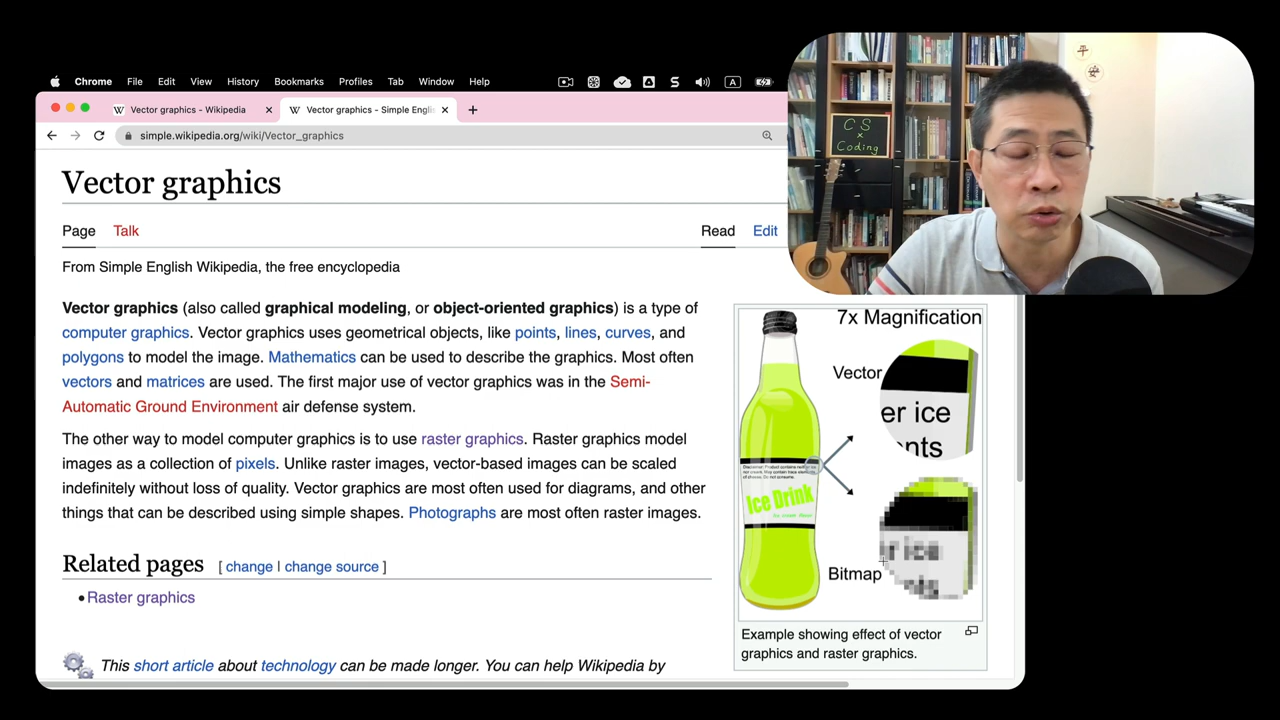 Chrome File Edit View History Bookmarks Profiles Tab Window Help
Vector graphics - Wikipedia
Vector graphics - Simple Engli
simple.wikipedia.org/wiki/Vector_graphics
Vector graphics
Page Talk Read Edit
From Simple English Wikipedia, the free encyclopedia
Vector graphics (also called graphical modeling, or object-oriented graphics) is a type of
computer graphics. Vector graphics uses geometrical objects, like points, lines, curves, and
polygons to model the image. Mathematics can be used to describe the graphics. Most often
vectors and matrices are used. The first major use of vector graphics was in the Semi-
Automatic Ground Environment air defense system.
The other way to model computer graphics is to use raster graphics. Raster graphics model
images as a collection of pixels. Unlike raster images, vector-based images can be scaled
indefinitely without loss of quality. Vector graphics are most often used for diagrams, and other
things that can be described using simple shapes. Photographs are most often raster images.
Related pages [ change | change source ]
Raster graphics
This short article about technology can be made longer. You can help Wikipedia by
7x Magnification
Vector
er ice
nts
Ice Drink
Bitmap
r ice
Example showing effect of vector
graphics and raster graphics.
CS
x
Coding
平
安